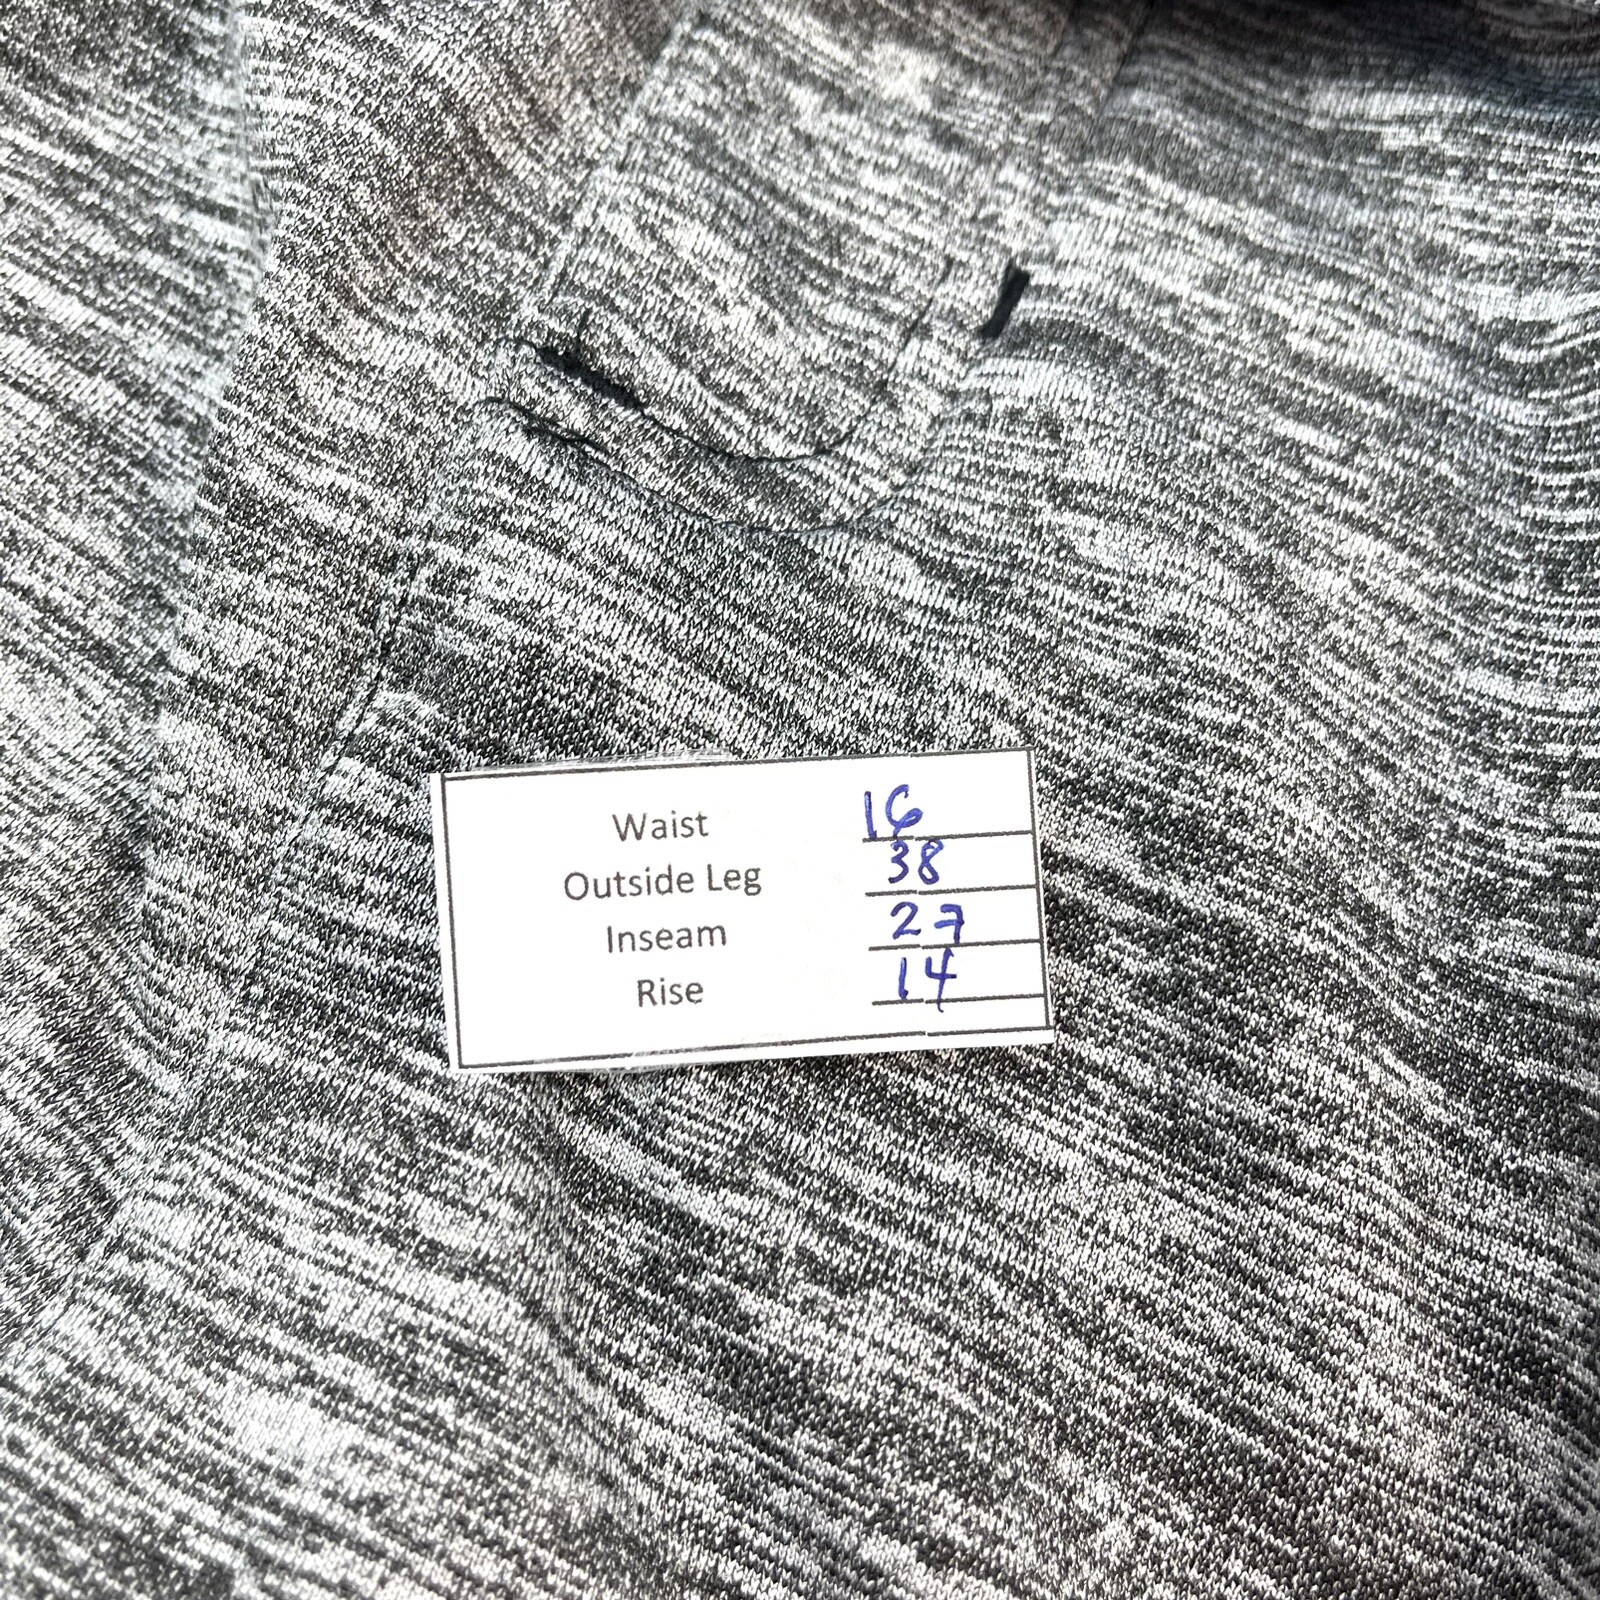 Waist 16
Outside Leg 38
Inseam 27
Rise 14